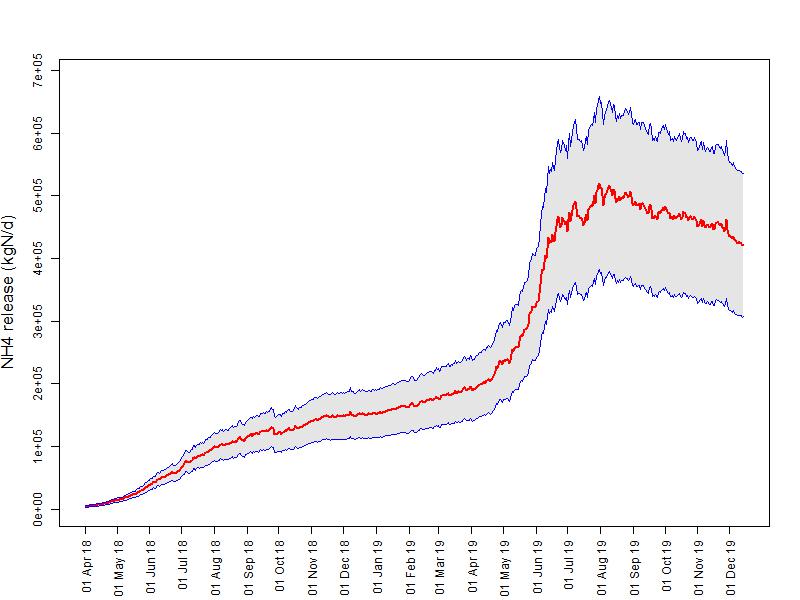 NH4 release (kgN/d)
7e+05
6e+05
5e+05
4e+05
3e+05
2e+05
1e+05
0e+00
01 Apr 18
01 May 18
01 Jun 18
01 Jul 18
01 Aug 18
01 Sep 18
01 Oct 18
01 Nov 18
01 Dec 18
01 Jan 19
01 Feb 19
01 Mar 19
01 Apr 19
01 May 19
01 Jun 19
01 Jul 19
01 Aug 19
01 Sep 19
01 Oct 19
01 Nov 19
01 Dec 19